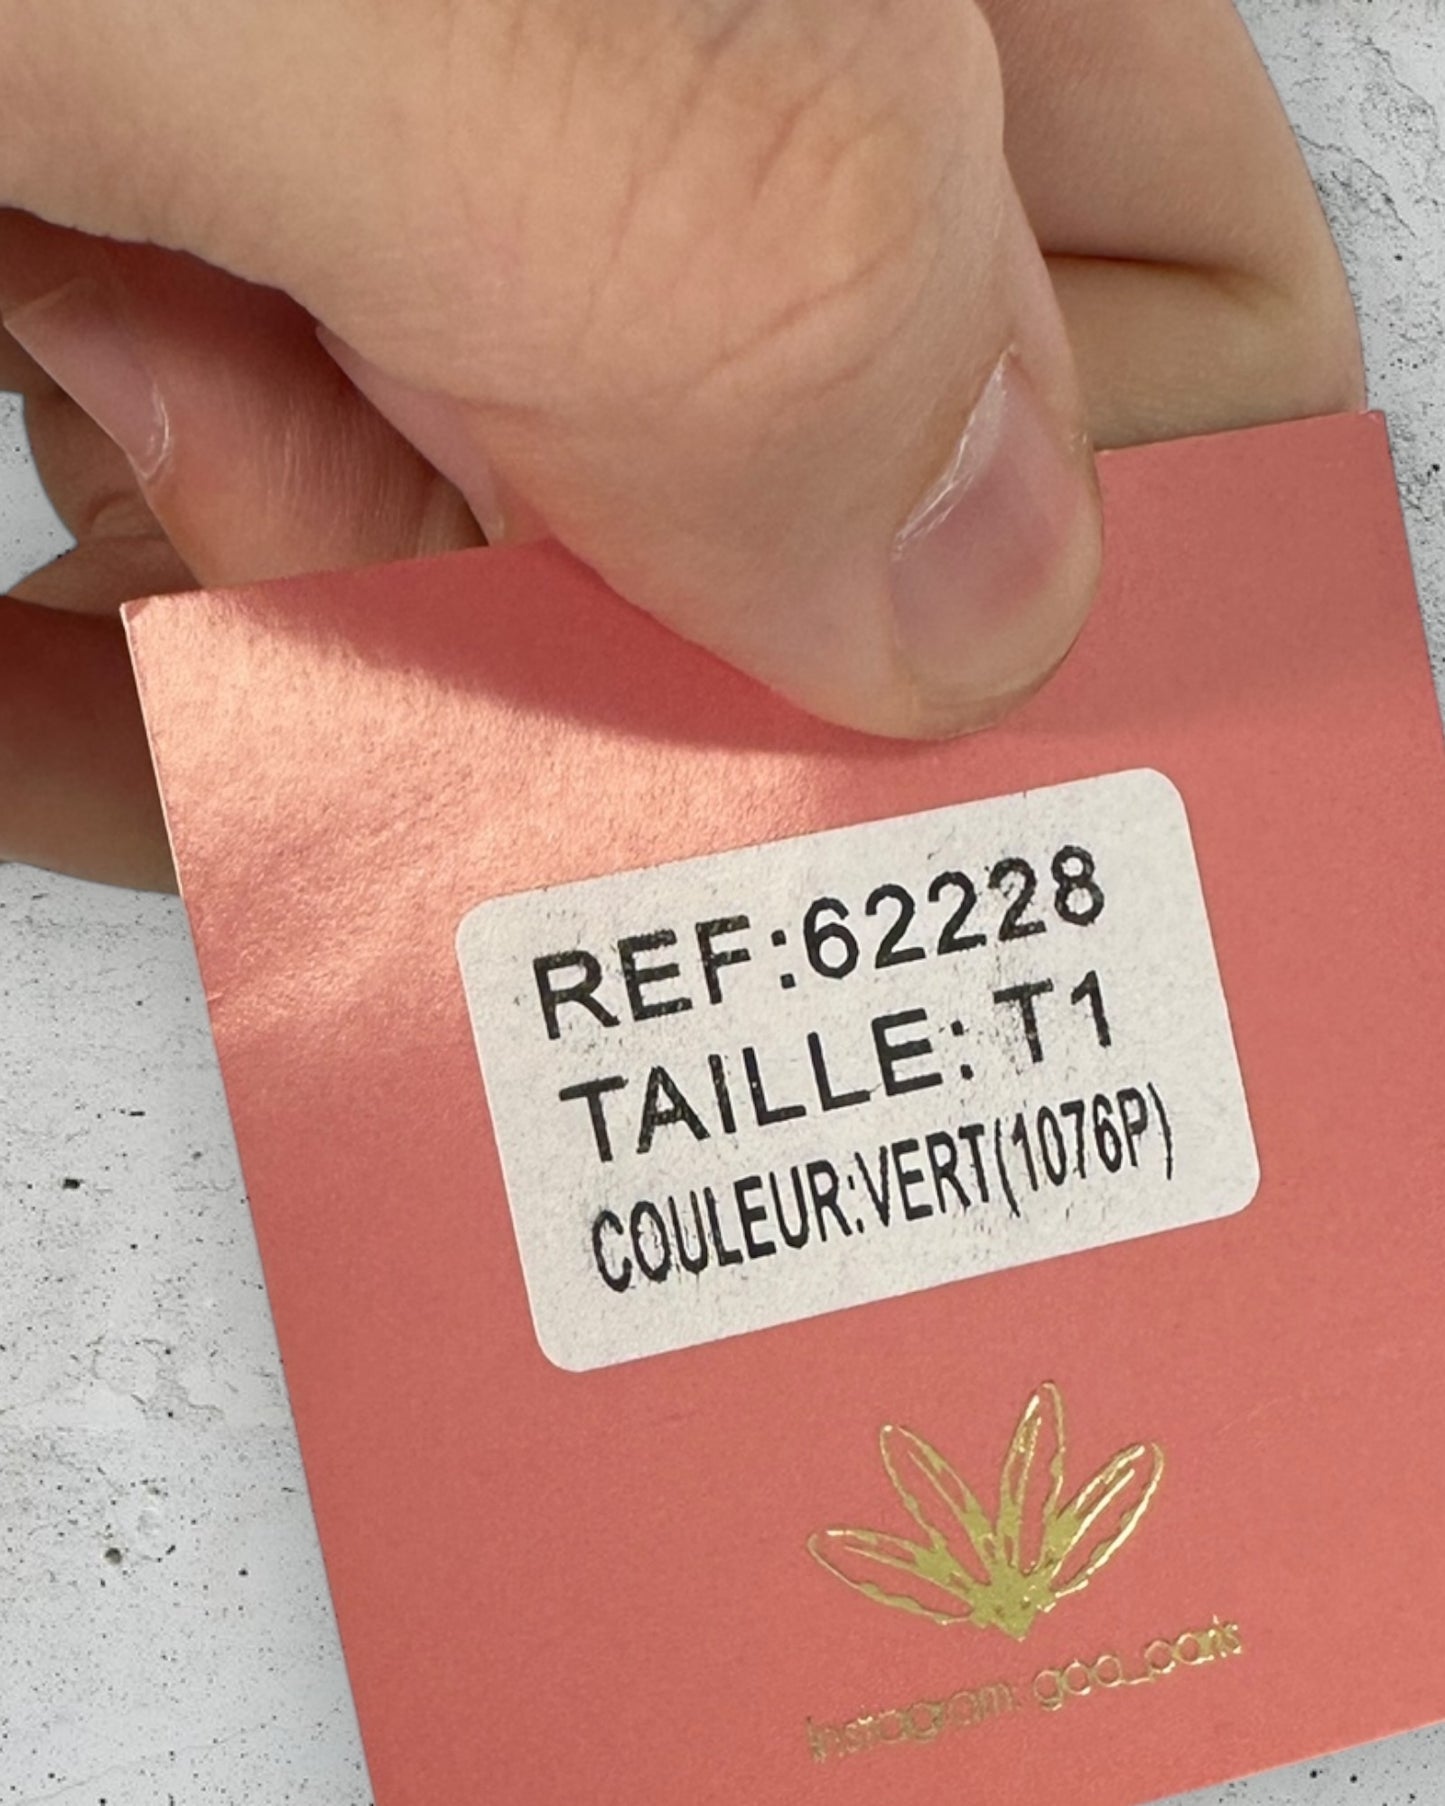 REF:62228
TAILLE: T1
COULEUR:VERT(1076P)
Instagram: goa_paris